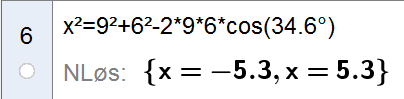 6
x²=9²+6²-2*9*6*cos(34.6°)
NLøs: {x = −5.3, x = 5.3}